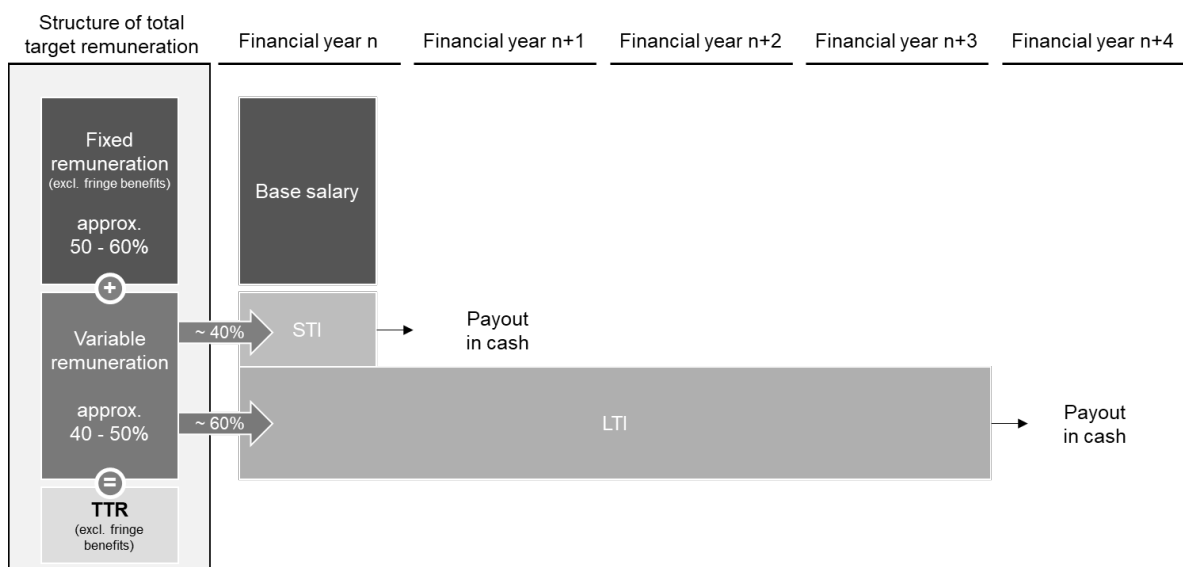 Structure of total
target remuneration
Financial year n
Financial year n+1
Financial year n+2
Financial year n+3
Financial year n+4
Fixed
remuneration
(excl. fringe benefits)
approx.
50 - 60%
Base salary
+
Variable
remuneration
approx.
40 - 50%
~ 40%
STI
Payout
in cash
~ 60%
LTI
Payout
in cash
=
TTR
(excl. fringe
benefits)